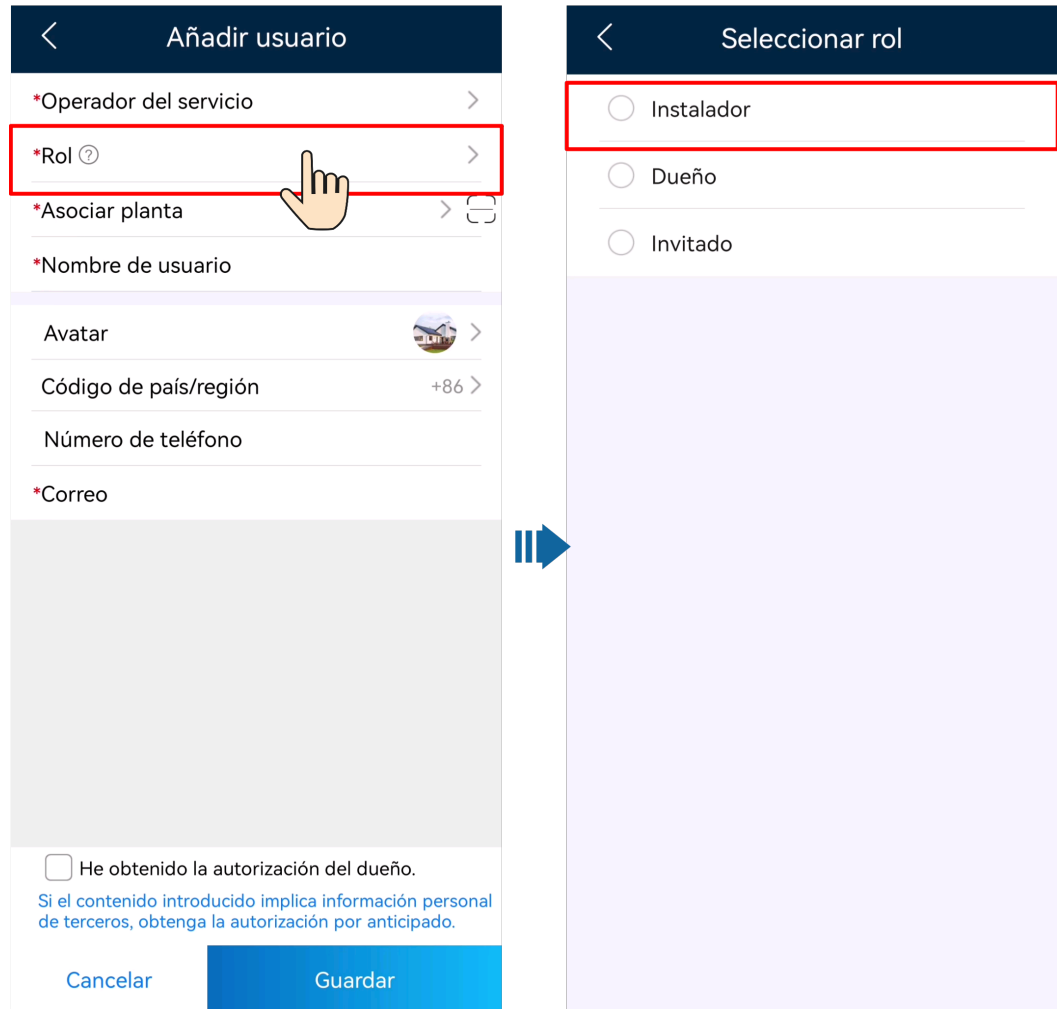 Añadir usuario
*Operador del servicio
*Rol ?
*Asociar planta
*Nombre de usuario
Avatar
Código de país/región +86
Número de teléfono
*Correo
He obtenido la autorización del dueño.
Si el contenido introducido implica información personal
de terceros, obtenga la autorización por anticipado.
Cancelar Guardar
Seleccionar rol
Instalador
Dueño
Invitado